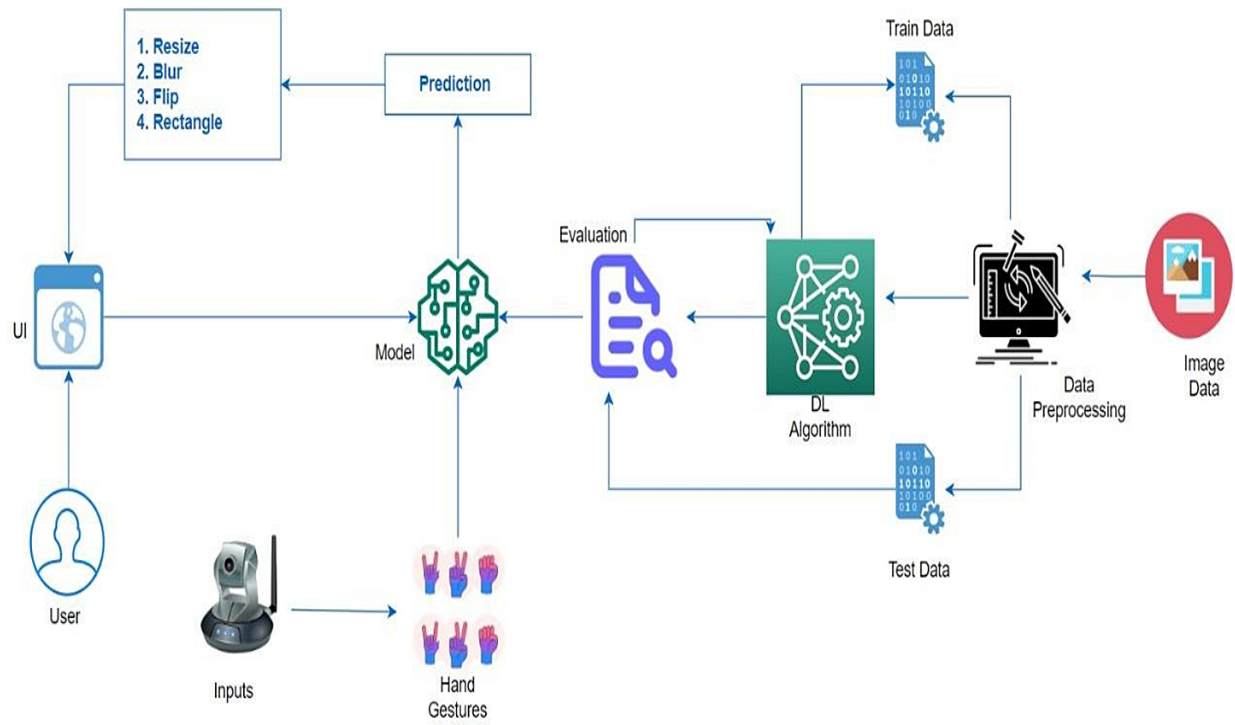 Train Data
1. Resize
2. Blur
3. Flip
4. Rectangle
Prediction
101
01010
10110
10100
010
Evaluation
UI
Model
Image
Data
DL
Algorithm
Data
Preprocessing
101
01010
10110
10100
010
Test Data
User
Inputs
Hand
Gestures